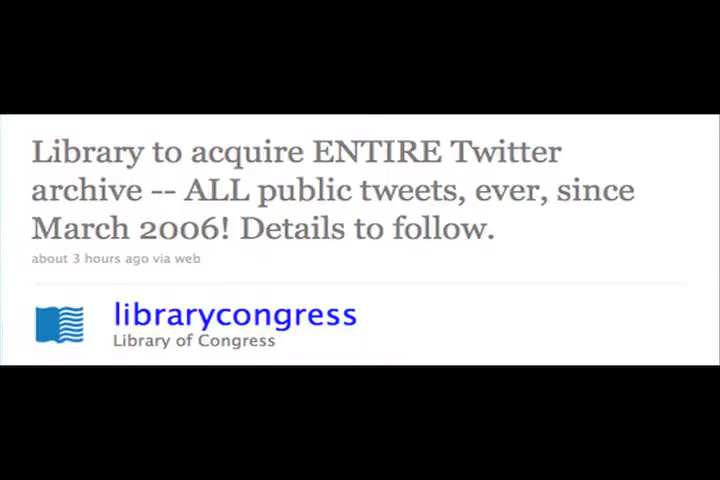 Library to acquire ENTIRE Twitter
archive -- ALL public tweets, ever, since
March 2006! Details to follow.
about 3 hours ago via web
librarycongress
Library of Congress